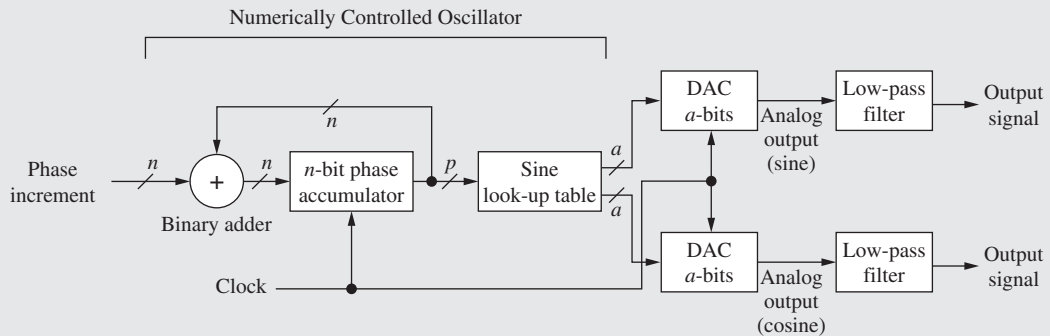 Numerically Controlled Oscillator
n
Phase
increment
n
+
Binary adder
n
n-bit phase
accumulator
p
Sine
look-up table
a
a
Clock
DAC
a-bits
Analog
output
(sine)
Low-pass
filter
Output
signal
DAC
a-bits
Analog
output
(cosine)
Low-pass
filter
Output
signal